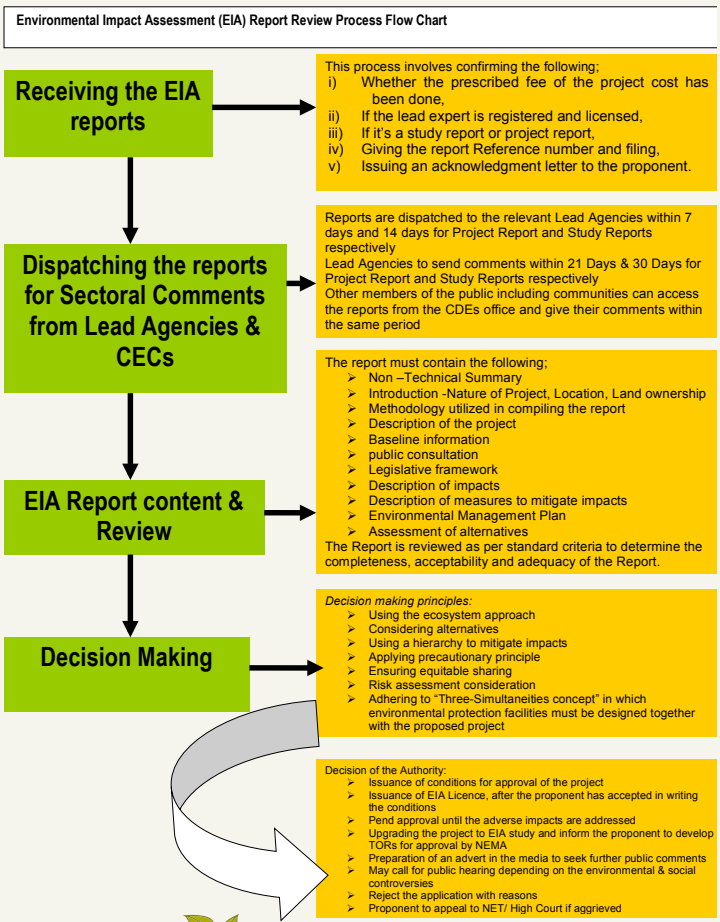 Environmental Impact Assessment (EIA) Report Review Process Flow Chart
Receiving the EIA
reports
This process involves confirming the following;
i) Whether the prescribed fee of the project cost has
been done,
ii) If the lead expert is registered and licensed,
iii) If it's a study report or project report,
iv) Giving the report Reference number and filing,
v) Issuing an acknowledgment letter to the proponent.
Dispatching the reports
for Sectoral Comments
from Lead Agencies &
CECs
Reports are dispatched to the relevant Lead Agencies within 7
days and 14 days for Project Report and Study Reports
respectively
Lead Agencies to send comments within 21 Days & 30 Days for
Project Report and Study Reports respectively
Other members of the public including communities can access
the reports from the CDEs office and give their comments within
the same period
EIA Report content &
Review
The report must contain the following;
➢ Non –Technical Summary
➢ Introduction -Nature of Project, Location, Land ownership
➢ Methodology utilized in compiling the report
➢ Description of the project
➢ Baseline information
➢ public consultation
➢ Legislative framework
➢ Description of impacts
➢ Description of measures to mitigate impacts
➢ Environmental Management Plan
➢ Assessment of alternatives
The Report is reviewed as per standard criteria to determine the
completeness, acceptability and adequacy of the Report.
Decision Making
Decision making principles:
➢ Using the ecosystem approach
➢ Considering alternatives
➢ Using a hierarchy to mitigate impacts
➢ Applying precautionary principle
➢ Ensuring equitable sharing
➢ Risk assessment consideration
➢ Adhering to "Three-Simultaneities concept" in which
environmental protection facilities must be designed together
with the proposed project
Decision of the Authority:
➢ Issuance of conditions for approval of the project
➢ Issuance of EIA Licence, after the proponent has accepted in writing
the conditions
➢ Pend approval until the adverse impacts are addressed
➢ Upgrading the project to EIA study and inform the proponent to develop
TORs for approval by NEMA
➢ Preparation of an advert in the media to seek further public comments
➢ May call for public hearing depending on the environmental & social
controversies
➢ Reject the application with reasons
➢ Proponent to appeal to NET/ High Court if aggrieved